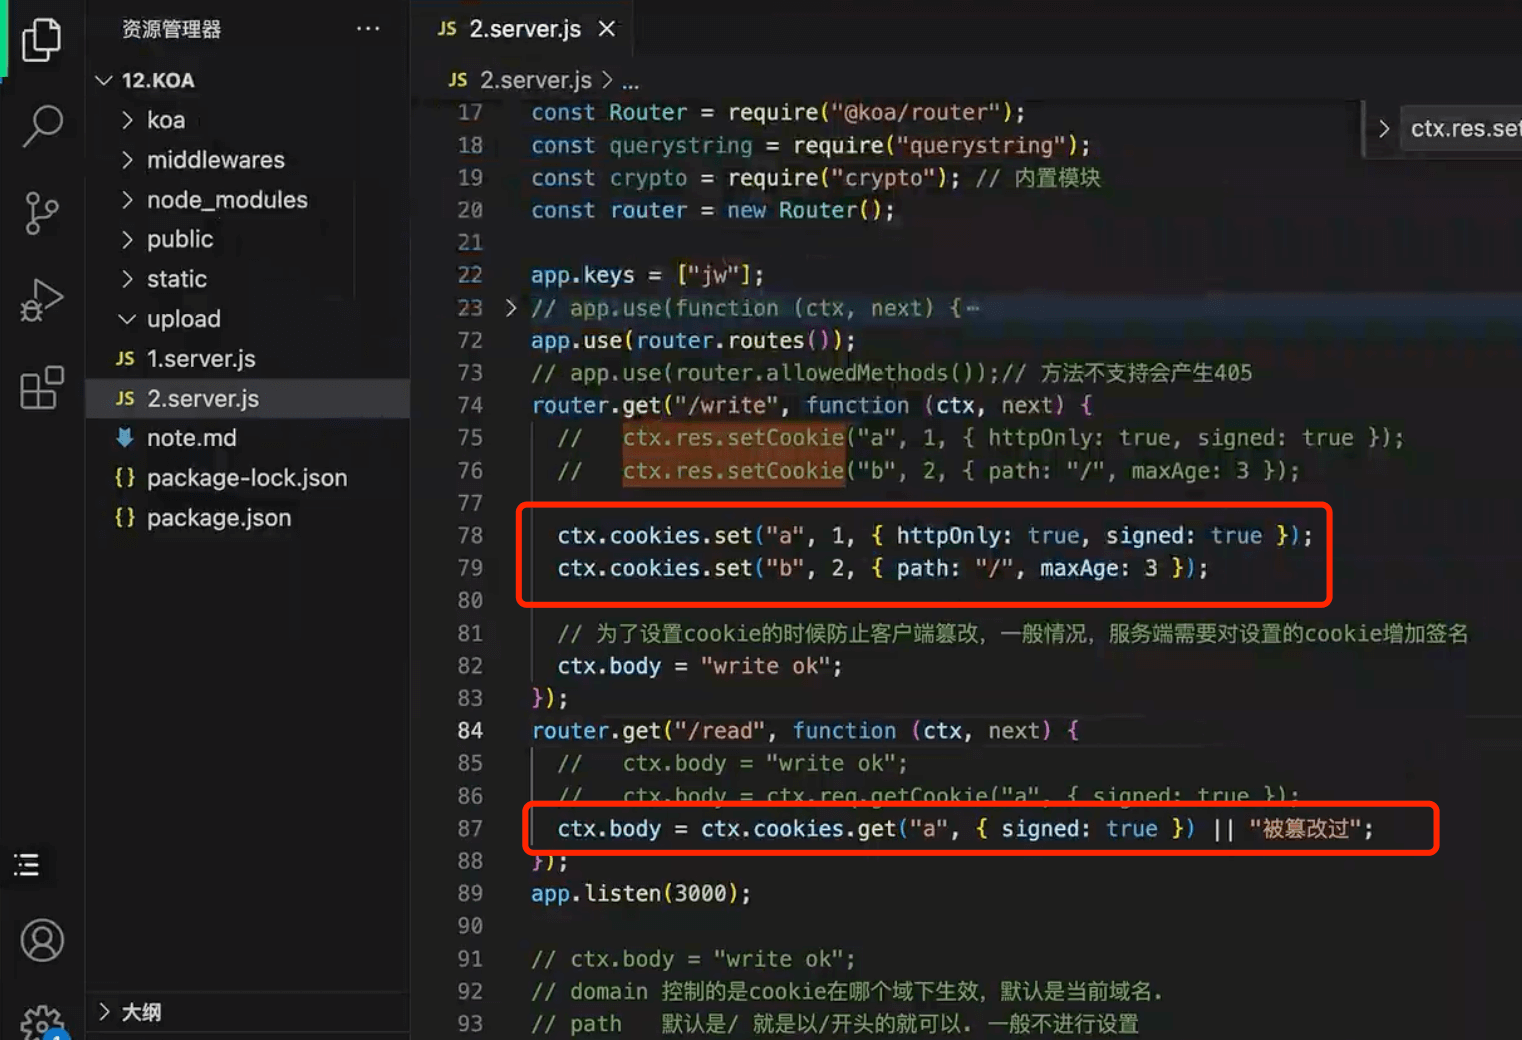 资源管理器 ···
12.KOA
koa
middlewares
node_modules
public
static
upload
JS 1.server.js
JS 2.server.js
note.md
{} package-lock.json
{} package.json
大纲
JS 2.server.js ×
JS 2.server.js > ...
ctx.res.set
17 const Router = require("@koa/router");
18 const querystring = require("querystring");
19 const crypto = require("crypto"); // 内置模块
20 const router = new Router();
21
22 app.keys = ["jw"];
23 // app.use(function (ctx, next) {⋯
72 app.use(router.routes());
73 // app.use(router.allowedMethods());// 方法不支持会产生405
74 router.get("/write", function (ctx, next) {
75 //   ctx.res.setCookie("a", 1, { httpOnly: true, signed: true });
76 //   ctx.res.setCookie("b", 2, { path: "/", maxAge: 3 });
77
78 ctx.cookies.set("a", 1, { httpOnly: true, signed: true });
79 ctx.cookies.set("b", 2, { path: "/", maxAge: 3 });
80
81 // 为了设置cookie的时候防止客户端篡改，一般情况，服务端需要对设置的cookie增加签名
82 ctx.body = "write ok";
83 });
84 router.get("/read", function (ctx, next) {
85 //   ctx.body = "write ok";
86 //   ctx.body = ctx.req.getCookie("a", { signed: true });
87 ctx.body = ctx.cookies.get("a", { signed: true }) || "被篡改过";
88 });
89 app.listen(3000);
90
91 // ctx.body = "write ok";
92 // domain 控制的是cookie在哪个域下生效，默认是当前域名.
93 // path   默认是/ 就是以/开头的就可以. 一般不进行设置